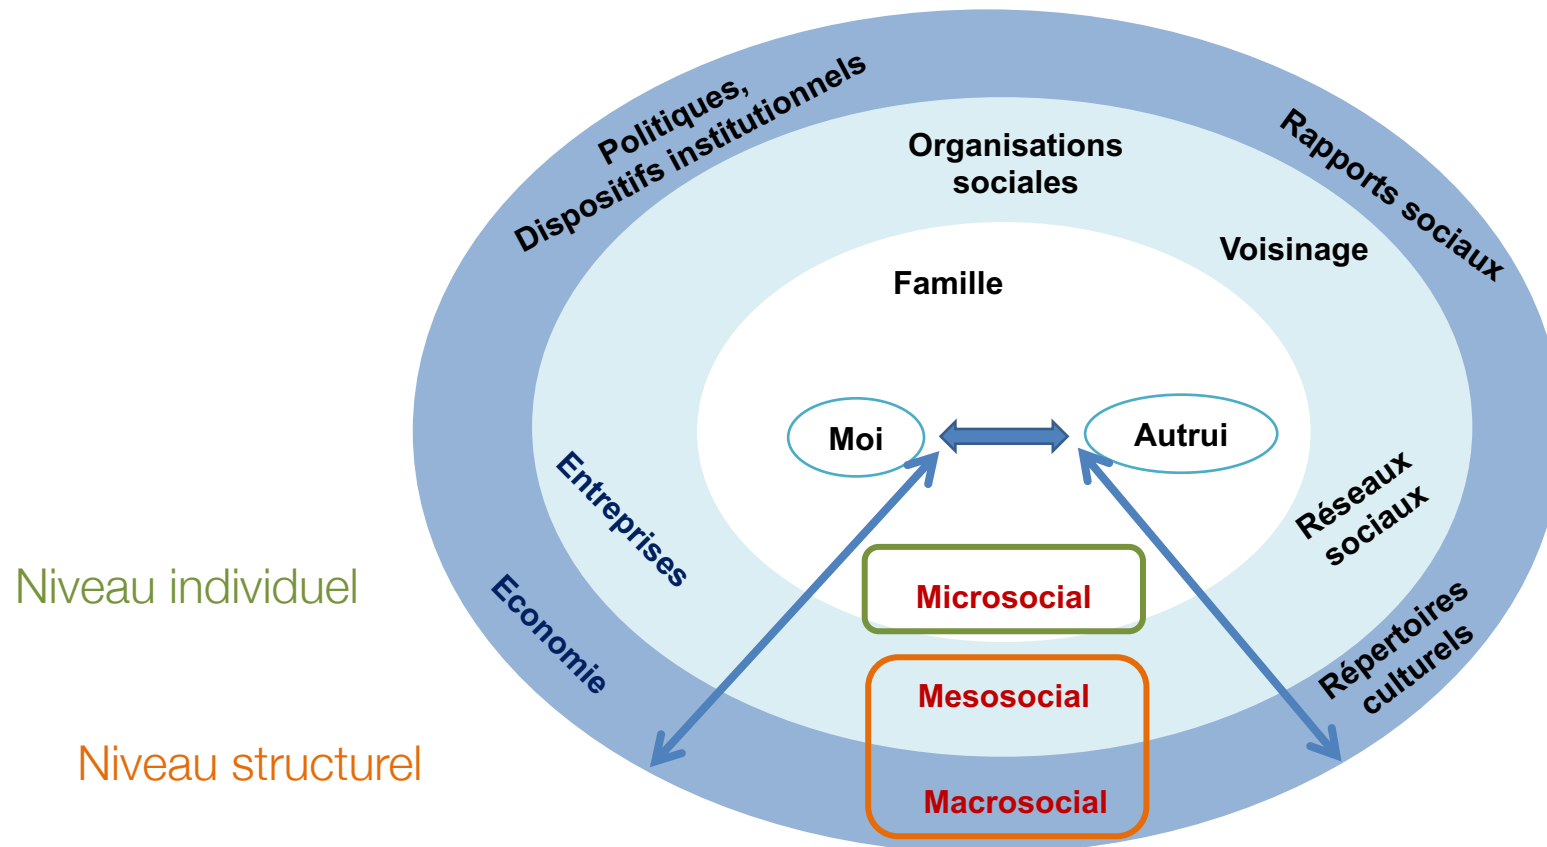 Politiques,
Dispositifs institutionnels
Rapports sociaux
Organisations
sociales
Voisinage
Famille
Moi
Autrui
Entreprises
Réseaux
sociaux
Niveau individuel
Economie
Microsocial
Répertoires
culturels
Mesosocial
Niveau structurel
Macrosocial